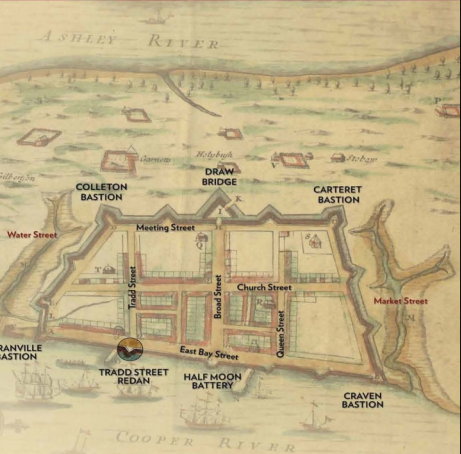 ASHLEY RIVER
DRAW
BRIDGE
COLLETON
BASTION
CARTERET
BASTION
K
I
Water Street
Meeting Street
Q
S
T
Tradd Street
Broad Street
Church Street
Queen Street
Market Street
N
RANVILLE
BASTION
East Bay Street
TRADD STREET
REDAN
HALF MOON
BATTERY
CRAVEN
BASTION
COOPER RIVER